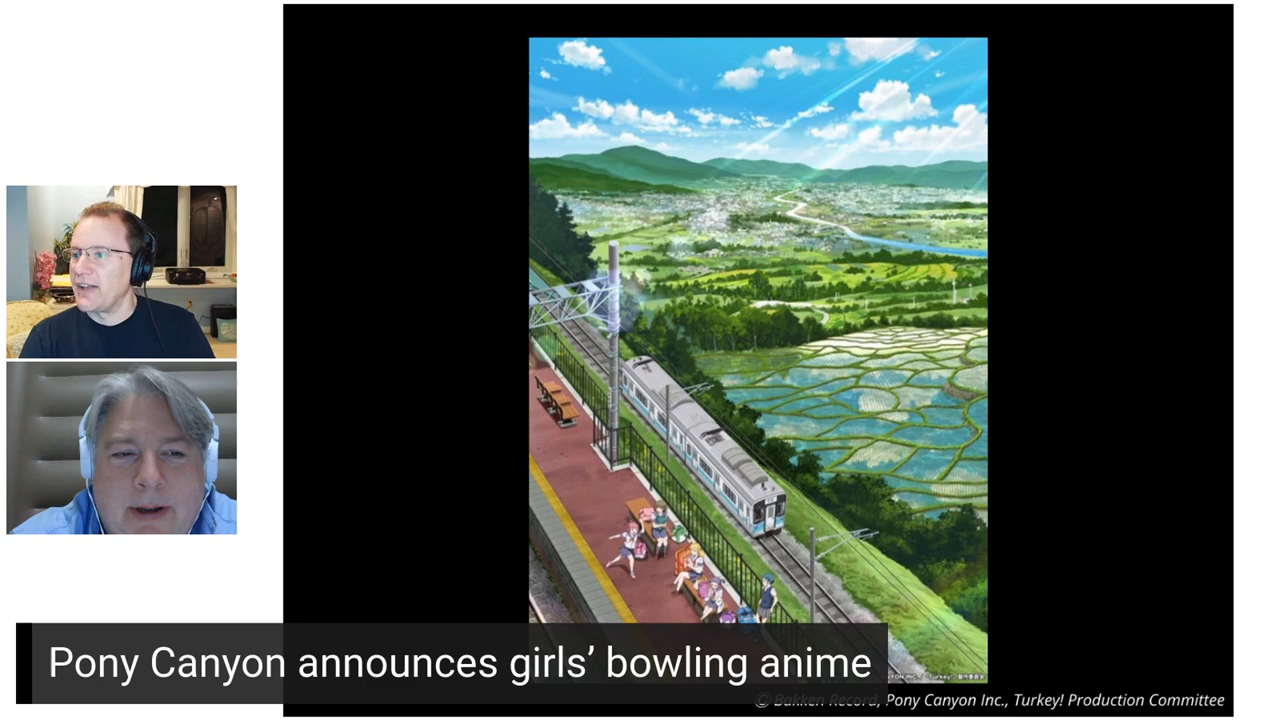 Pony Canyon announces girls’ bowling anime
© Bakken Record, Pony Canyon Inc., Turkey! Production Committee